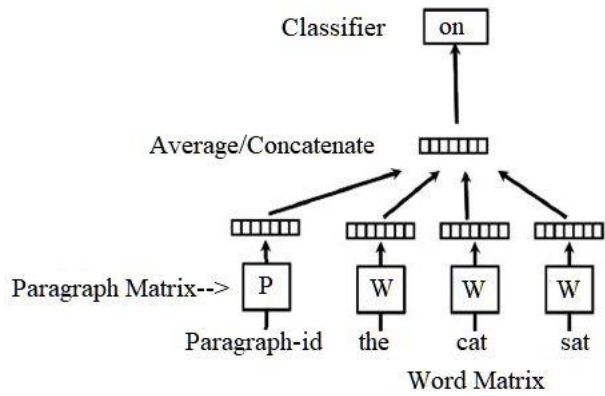 Classifier on
Average/Concatenate
Paragraph Matrix--> P W W W
Paragraph-id the cat sat
Word Matrix